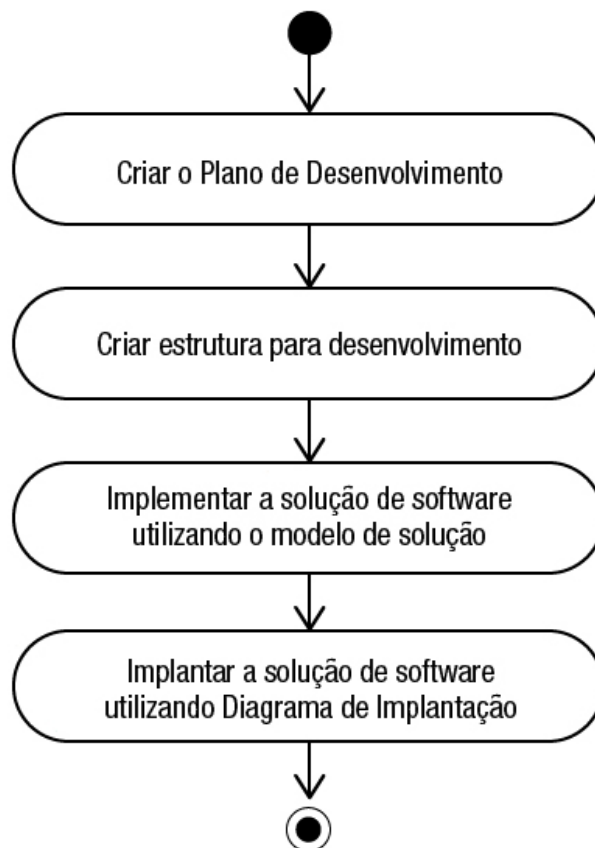 Criar o Plano de Desenvolvimento
Criar estrutura para desenvolvimento
Implementar a solução de software
utilizando o modelo de solução
Implantar a solução de software
utilizando Diagrama de Implantação